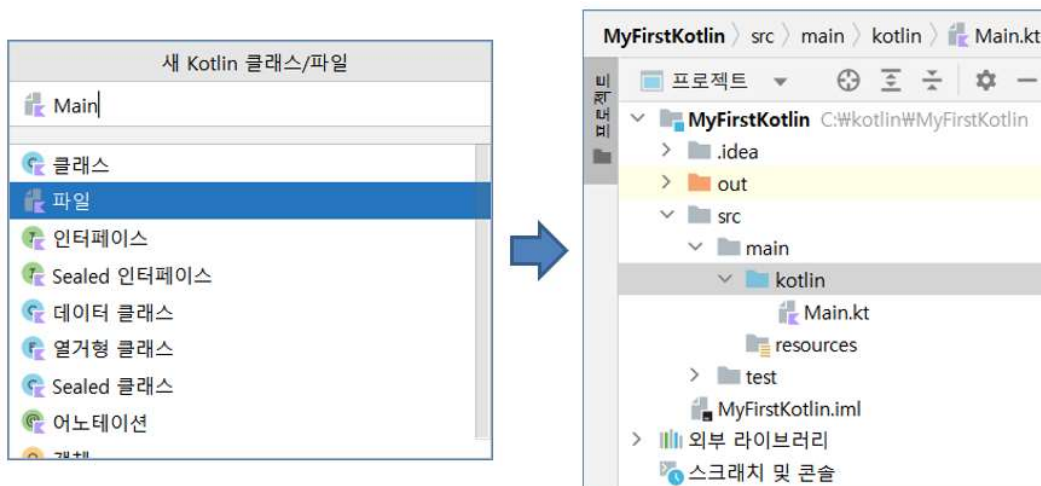 새 Kotlin 클래스/파일
Main
클래스
파일
인터페이스
Sealed 인터페이스
데이터 클래스
열거형 클래스
Sealed 클래스
어노테이션
MyFirstKotlin 〉 src 〉 main 〉 kotlin 〉 Main.kt
프로젝트
프로젝트
MyFirstKotlin C:₩kotlin₩MyFirstKotlin
.idea
out
src
main
kotlin
Main.kt
resources
test
MyFirstKotlin.iml
외부 라이브러리
스크래치 및 콘솔